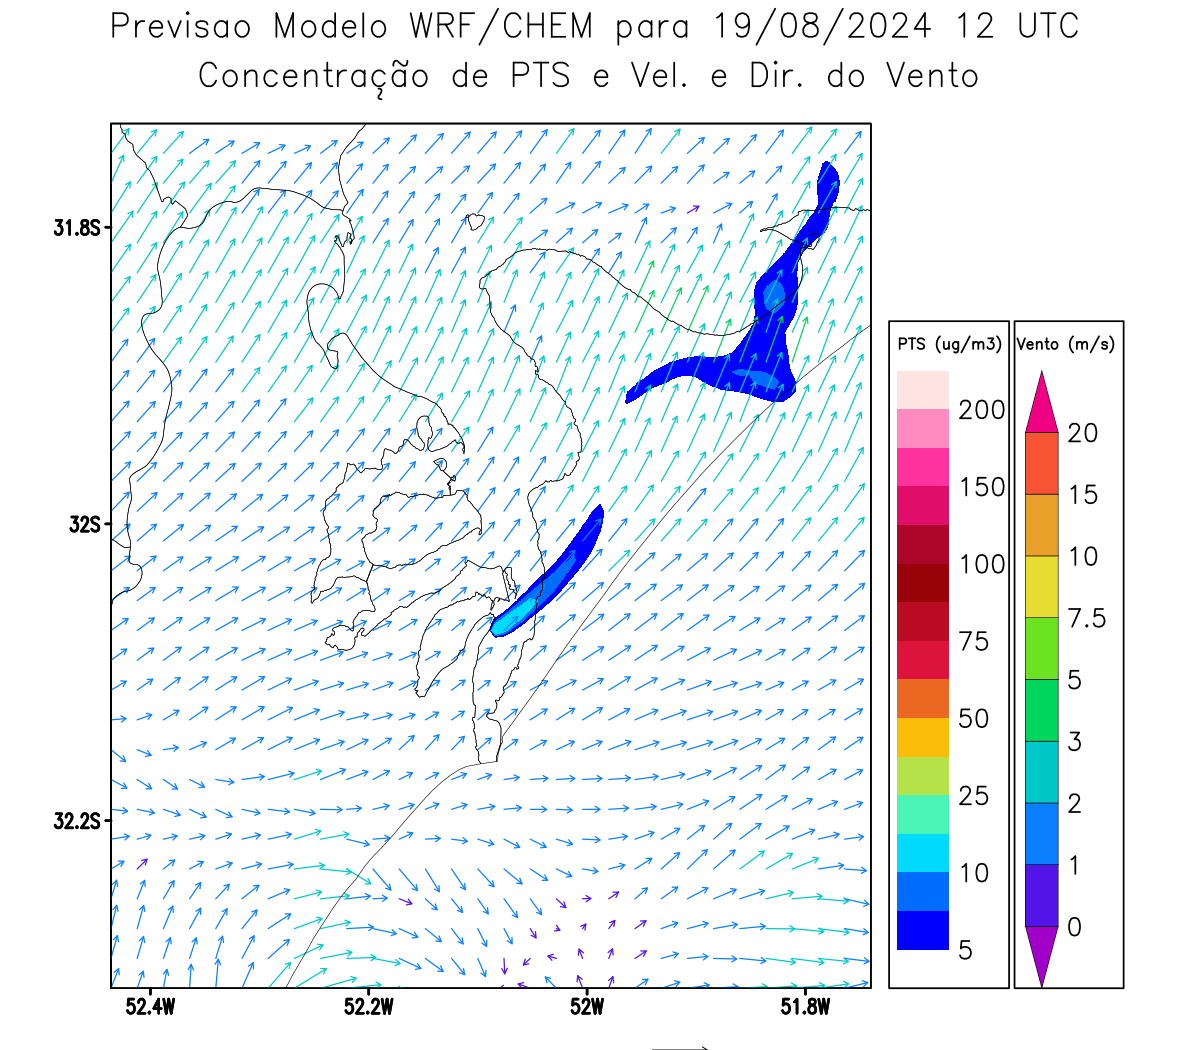 Previsao Modelo WRF/CHEM para 19/08/2024 12 UTC
Concentração de PTS e Vel. e Dir. do Vento
31.8S
32S
32.2S
52.4W 52.2W 52W 51.8W
PTS (ug/m3)
200
150
100
75
50
25
10
5
Vento (m/s)
20
15
10
7.5
5
3
2
1
0